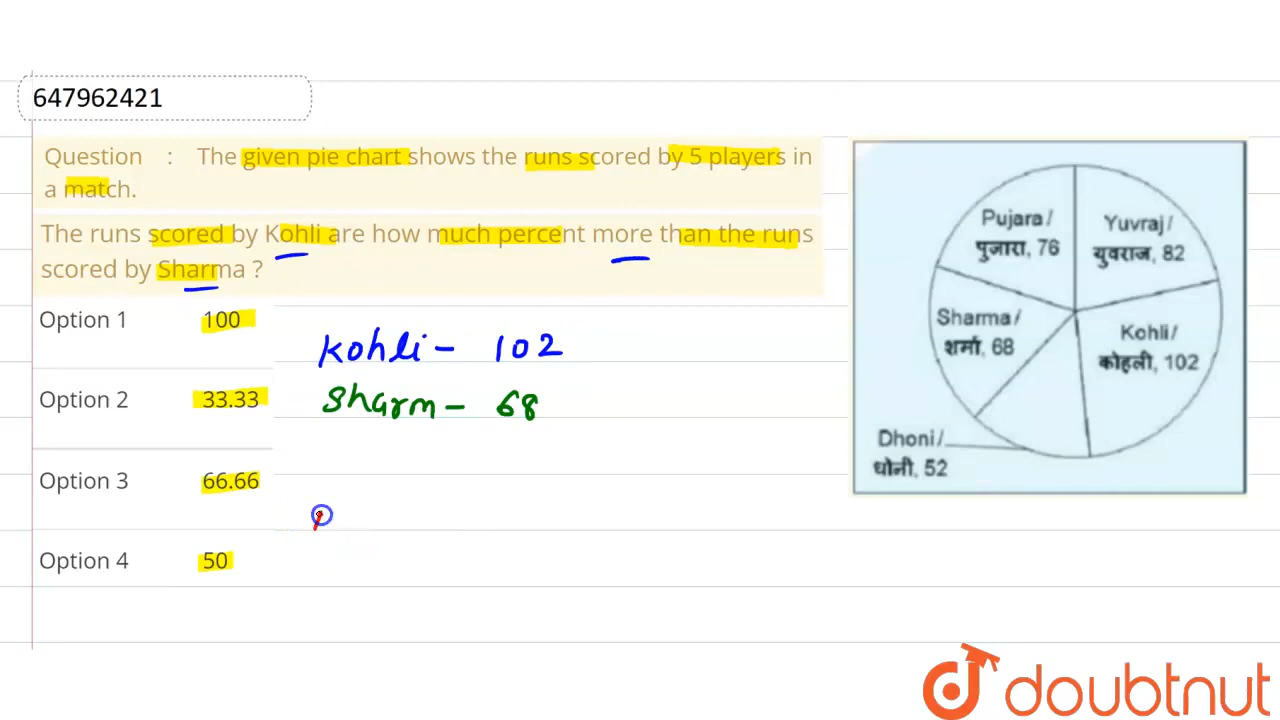 647962421
Question : The given pie chart shows the runs scored by 5 players in
a match.
The runs scored by Kohli are how much percent more than the runs
scored by Sharma ?
Option 1 100
Option 2 33.33
Option 3 66.66
Option 4 50
Kohli - 102
Sharm - 68
Pujara /
पुजारा, 76
Yuvraj /
युवराज, 82
Sharma /
शर्मा, 68
Kohli /
कोहली, 102
Dhoni /
धोनी, 52
doubtnut